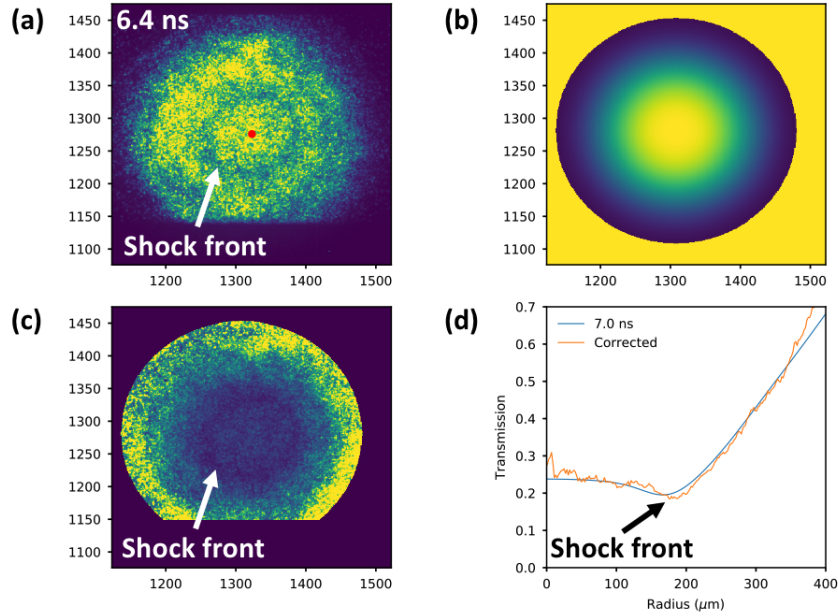 (a)
6.4 ns
1450
1400
1350
1300
1250
1200
1150
1100
Shock front
1200 1300 1400 1500
(b)
1450
1400
1350
1300
1250
1200
1150
1100
1200 1300 1400 1500
(c)
1450
1400
1350
1300
1250
1200
1150
1100
Shock front
1200 1300 1400 1500
(d)
0.7
0.6
0.5
0.4
0.3
0.2
0.1
0.0
Transmission
7.0 ns
Corrected
Shock front
0 100 200 300 400
Radius (μm)